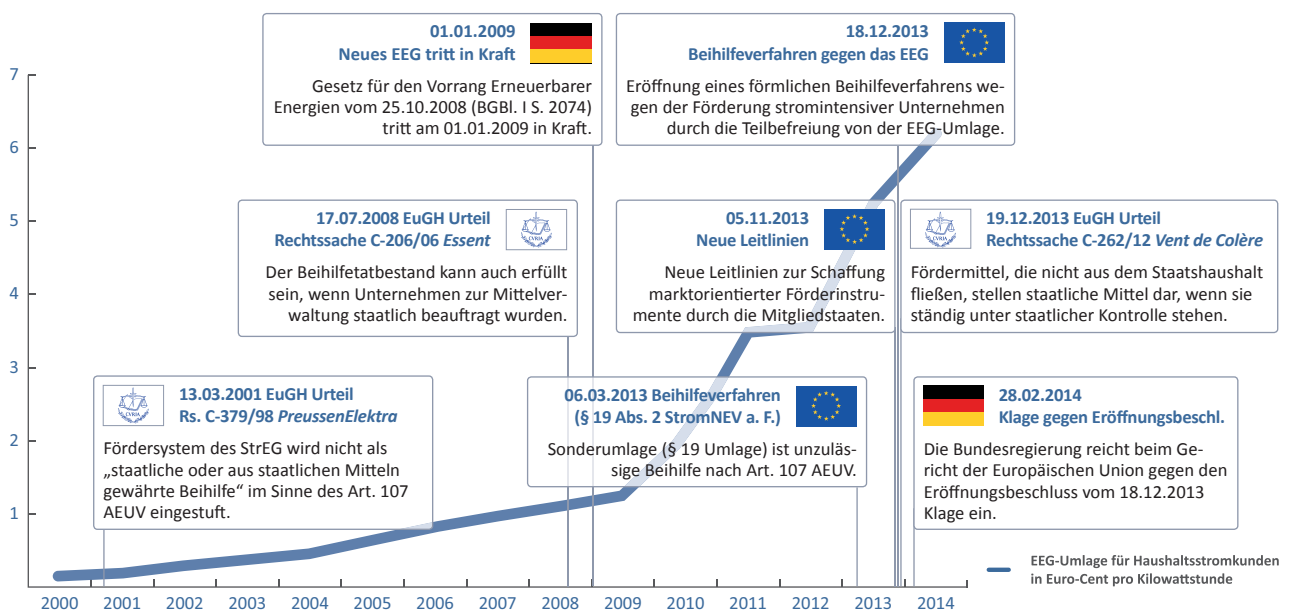 01.01.2009
Neues EEG tritt in Kraft
Gesetz für den Vorrang Erneuerbarer
Energien vom 25.10.2008 (BGBl. I S. 2074)
tritt am 01.01.2009 in Kraft.
18.12.2013
Beihilfeverfahren gegen das EEG
Eröffnung eines förmlichen Beihilfeverfahrens we-
gen der Förderung stromintensiver Unternehmen
durch die Teilbefreiung von der EEG-Umlage.
17.07.2008 EuGH Urteil
Rechtssache C-206/06 Essent
CVRIA
Der Beihilfetatbestand kann auch erfüllt
sein, wenn Unternehmen zur Mittelver-
waltung staatlich beauftragt wurden.
05.11.2013
Neue Leitlinien
Neue Leitlinien zur Schaffung
marktorientierter Förderinstru-
mente durch die Mitgliedstaaten.
CVRIA
19.12.2013 EuGH Urteil
Rechtssache C-262/12 Vent de Colère
Fördermittel, die nicht aus dem Staatshaushalt
fließen, stellen staatliche Mittel dar, wenn sie
ständig unter staatlicher Kontrolle stehen.
CVRIA
13.03.2001 EuGH Urteil
Rs. C-379/98 PreussenElektra
Fördersystem des StrEG wird nicht als
„staatliche oder aus staatlichen Mitteln
gewährte Beihilfe“ im Sinne des Art. 107
AEUV eingestuft.
06.03.2013 Beihilfeverfahren
(§ 19 Abs. 2 StromNEV a. F.)
Sonderumlage (§ 19 Umlage) ist unzuläs-
sige Beihilfe nach Art. 107 AEUV.
28.02.2014
Klage gegen Eröffnungsbeschl.
Die Bundesregierung reicht beim Ge-
richt der Europäischen Union gegen den
Eröffnungsbeschluss vom 18.12.2013
Klage ein.
7
6
5
4
3
2
1
2000 2001 2002 2003 2004 2005 2006 2007 2008 2009 2010 2011 2012 2013 2014
EEG-Umlage für Haushaltsstromkunden
in Euro-Cent pro Kilowattstunde